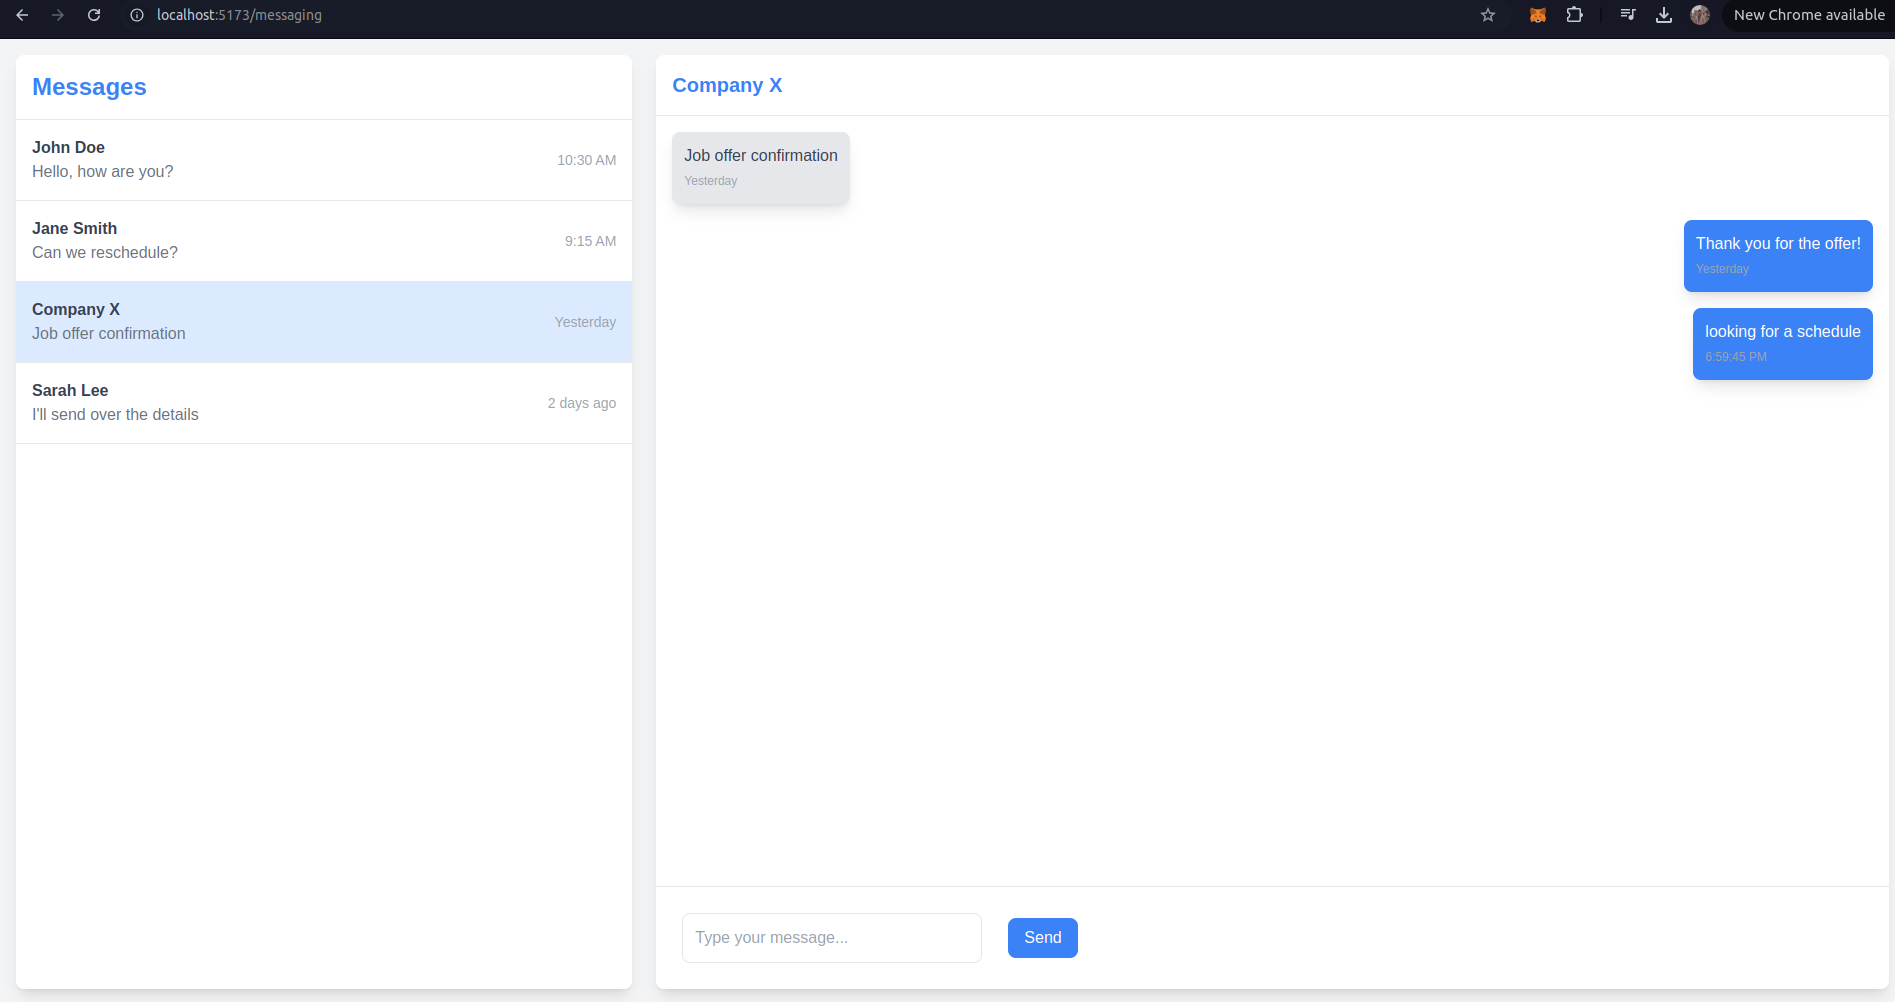 localhost:5173/messaging
New Chrome available
Messages
John Doe
Hello, how are you?
10:30 AM
Jane Smith
Can we reschedule?
9:15 AM
Company X
Job offer confirmation
Yesterday
Sarah Lee
I'll send over the details
2 days ago
Company X
Job offer confirmation
Yesterday
Thank you for the offer!
Yesterday
looking for a schedule
6:59:45 PM
Type your message...
Send